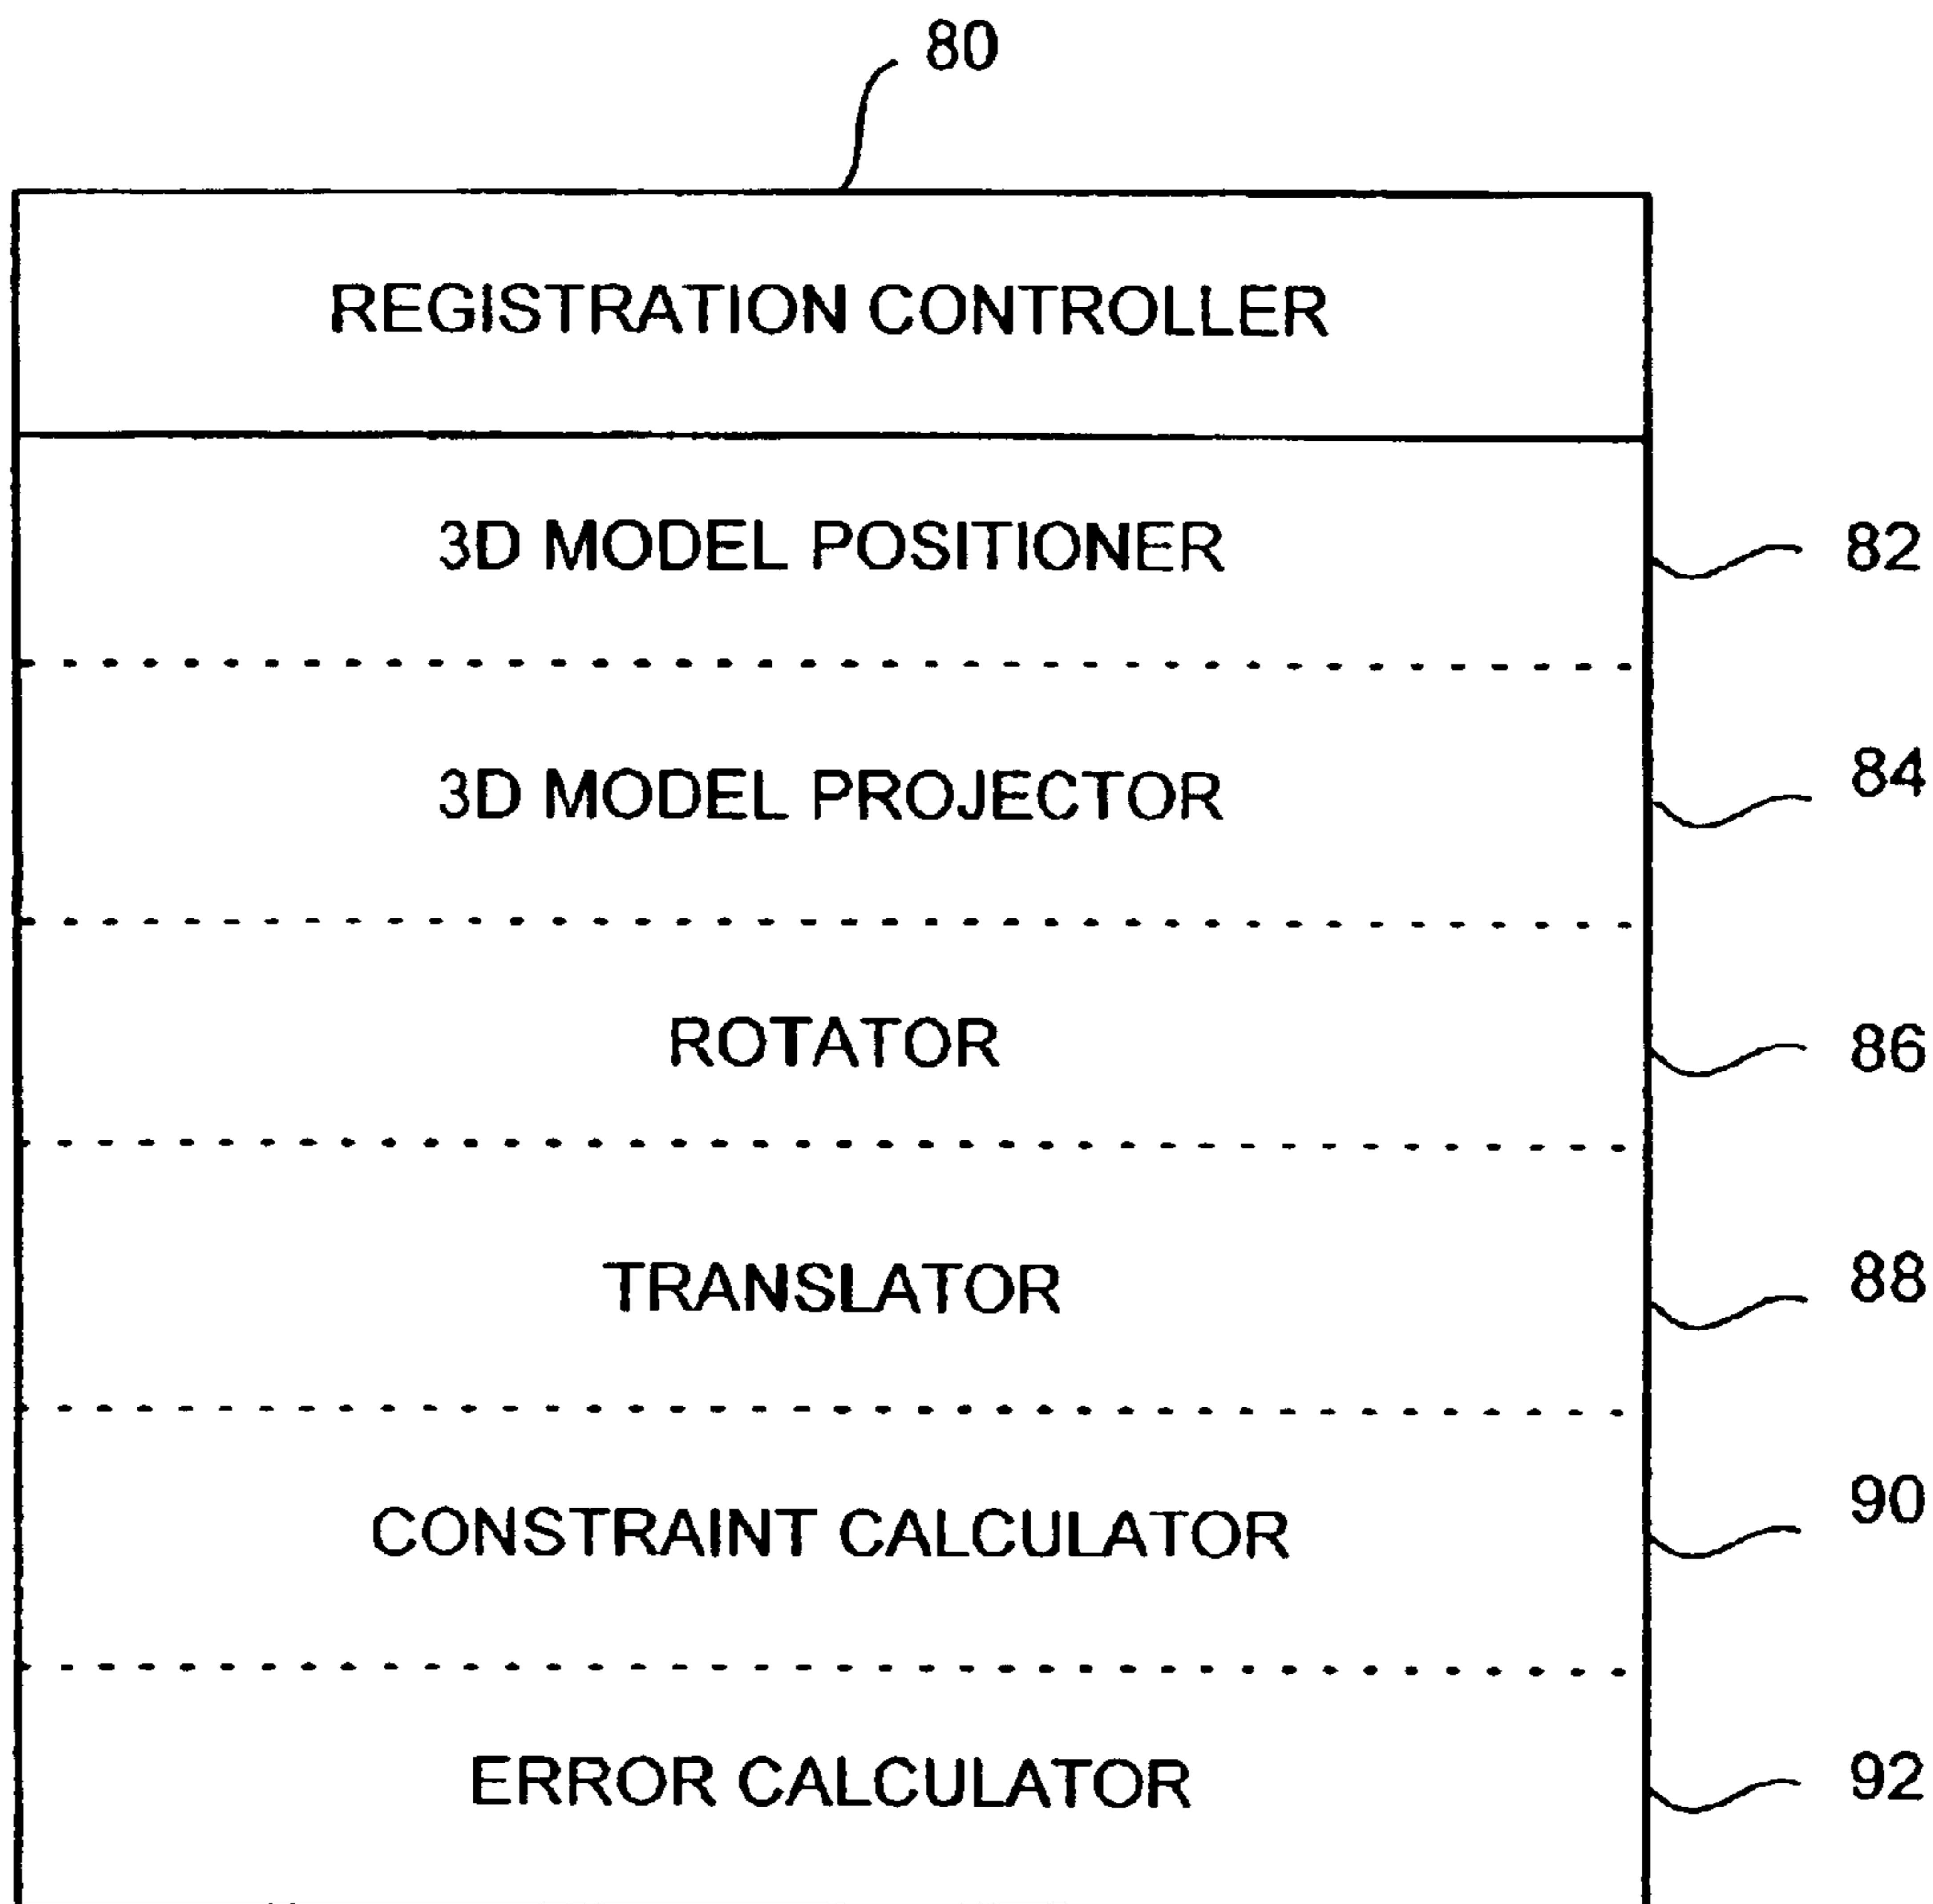 80
REGISTRATION CONTROLLER
3D MODEL POSITIONER 82
3D MODEL PROJECTOR 84
ROTATOR 86
TRANSLATOR 88
CONSTRAINT CALCULATOR 90
ERROR CALCULATOR 92